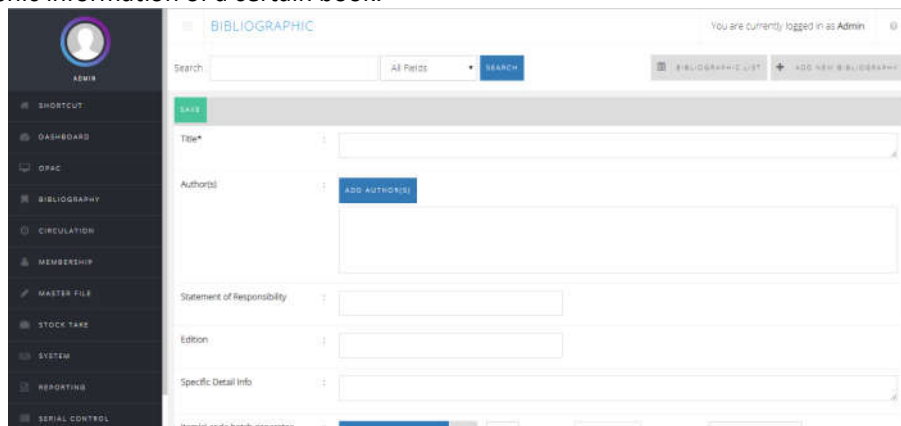 onic information of a certain book.
BIBLIOGRAPHIC
You are currently logged in as Admin
ADMIN
Search
All Fields
SEARCH
BIBLIOGRAPHIC LIST
ADD NEW BIBLIOGRAPHY
SHORTCUT
SAVE
DASHBOARD
Title* :
OPAC
Author(s) :
ADD AUTHOR(S)
BIBLIOGRAPHY
CIRCULATION
MEMBERSHIP
MASTER FILE
Statement of Responsibility :
STOCK TAKE
Edition :
SYSTEM
REPORTING
Specific Detail Info :
SERIAL CONTROL